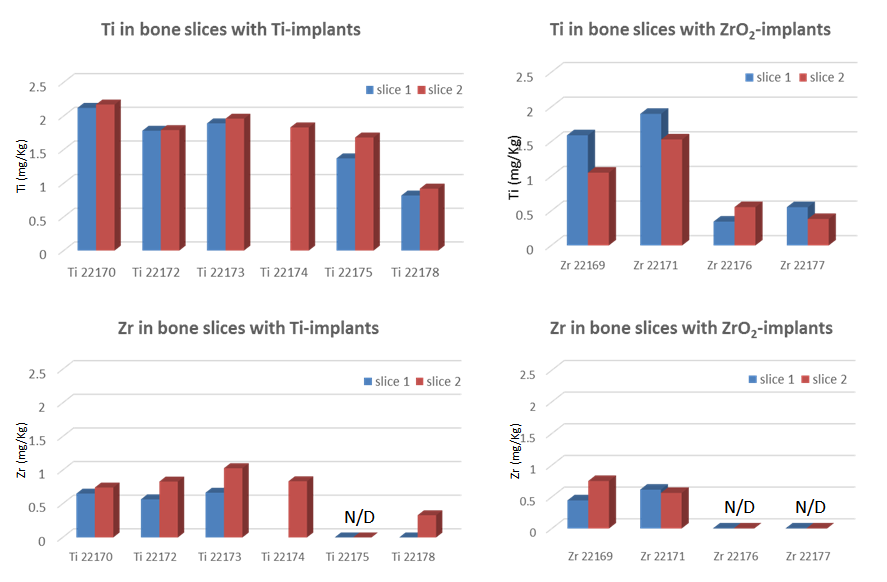 Ti in bone slices with Ti-implants
slice 1 slice 2
Ti (mg/Kg)
2.5
2
1.5
1
0.5
0
Ti 22170 Ti 22172 Ti 22173 Ti 22174 Ti 22175 Ti 22178
Ti in bone slices with ZrO₂-implants
slice 1 slice 2
Ti (mg/Kg)
2.5
2
1.5
1
0.5
0
Zr 22169 Zr 22171 Zr 22176 Zr 22177
Zr in bone slices with Ti-implants
slice 1 slice 2
Zr (mg/Kg)
2.5
2
1.5
1
0.5
0
N/D
Ti 22170 Ti 22172 Ti 22173 Ti 22174 Ti 22175 Ti 22178
Zr in bone slices with ZrO₂-implants
slice 1 slice 2
Zr (mg/Kg)
2.5
2
1.5
1
0.5
0
N/D N/D
Zr 22169 Zr 22171 Zr 22176 Zr 22177